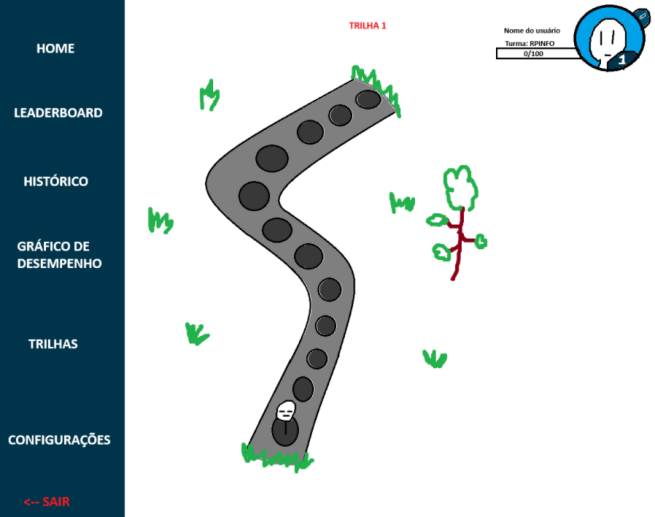 HOME
LEADERBOARD
HISTÓRICO
GRÁFICO DE
DESEMPENHO
TRILHAS
CONFIGURAÇÕES
<-- SAIR
TRILHA 1
Nome do usuário
Turma: RPINFO
0/100
1